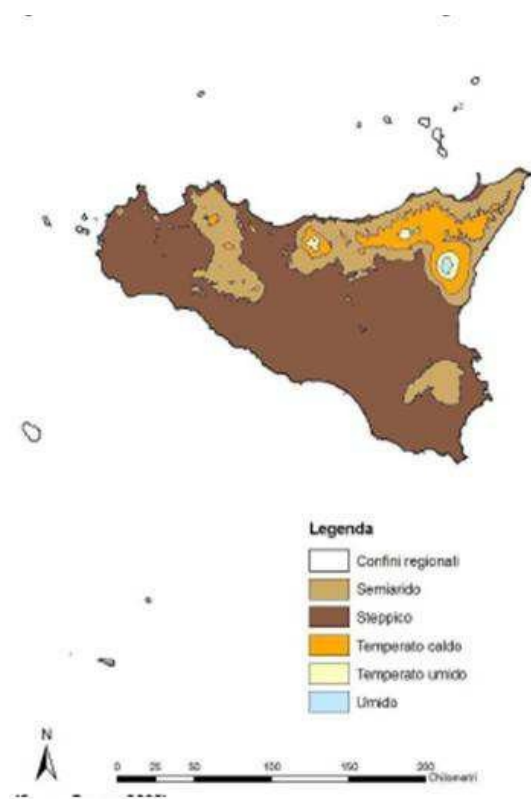 Legenda
Confini regionali
Semiarido
Steppico
Temperato caldo
Temperato umido
Umido
N
0 25 50 100 150 200
Chilometri